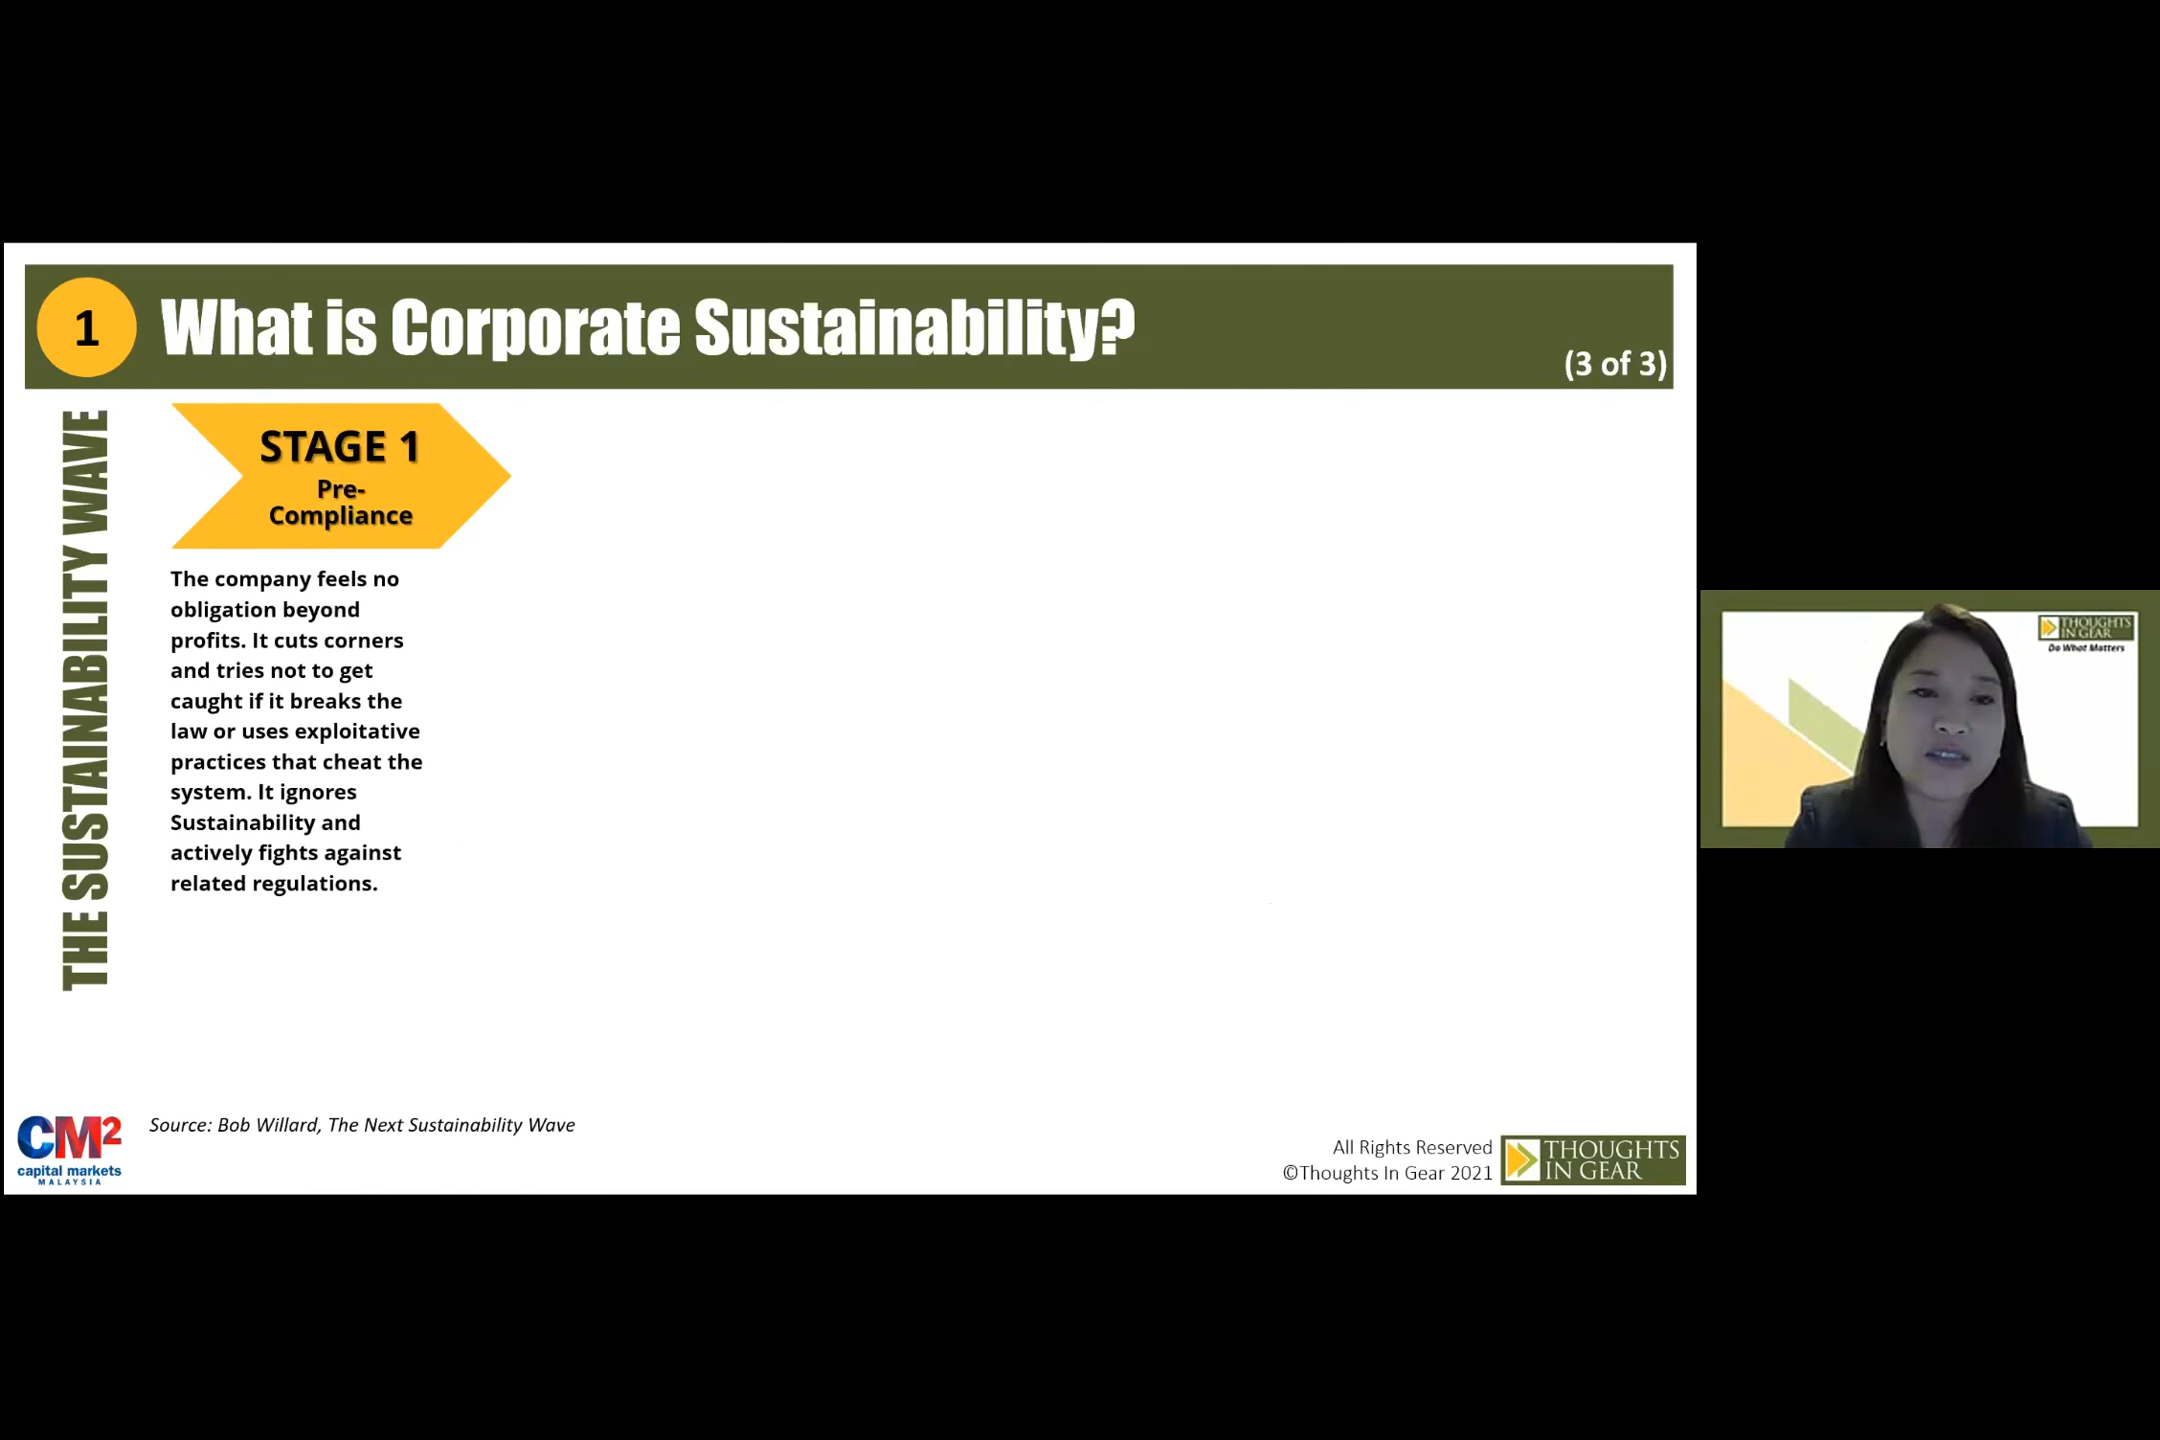 1
What is Corporate Sustainability?
(3 of 3)
THE SUSTAINABILITY WAVE
STAGE 1
Pre-
Compliance
The company feels no
obligation beyond
profits. It cuts corners
and tries not to get
caught if it breaks the
law or uses exploitative
practices that cheat the
system. It ignores
Sustainability and
actively fights against
related regulations.
Source: Bob Willard, The Next Sustainability Wave
CM2
capital markets
MALAYSIA
All Rights Reserved
©Thoughts In Gear 2021
THOUGHTS
IN GEAR
THOUGHTS
IN GEAR
Do What Matters